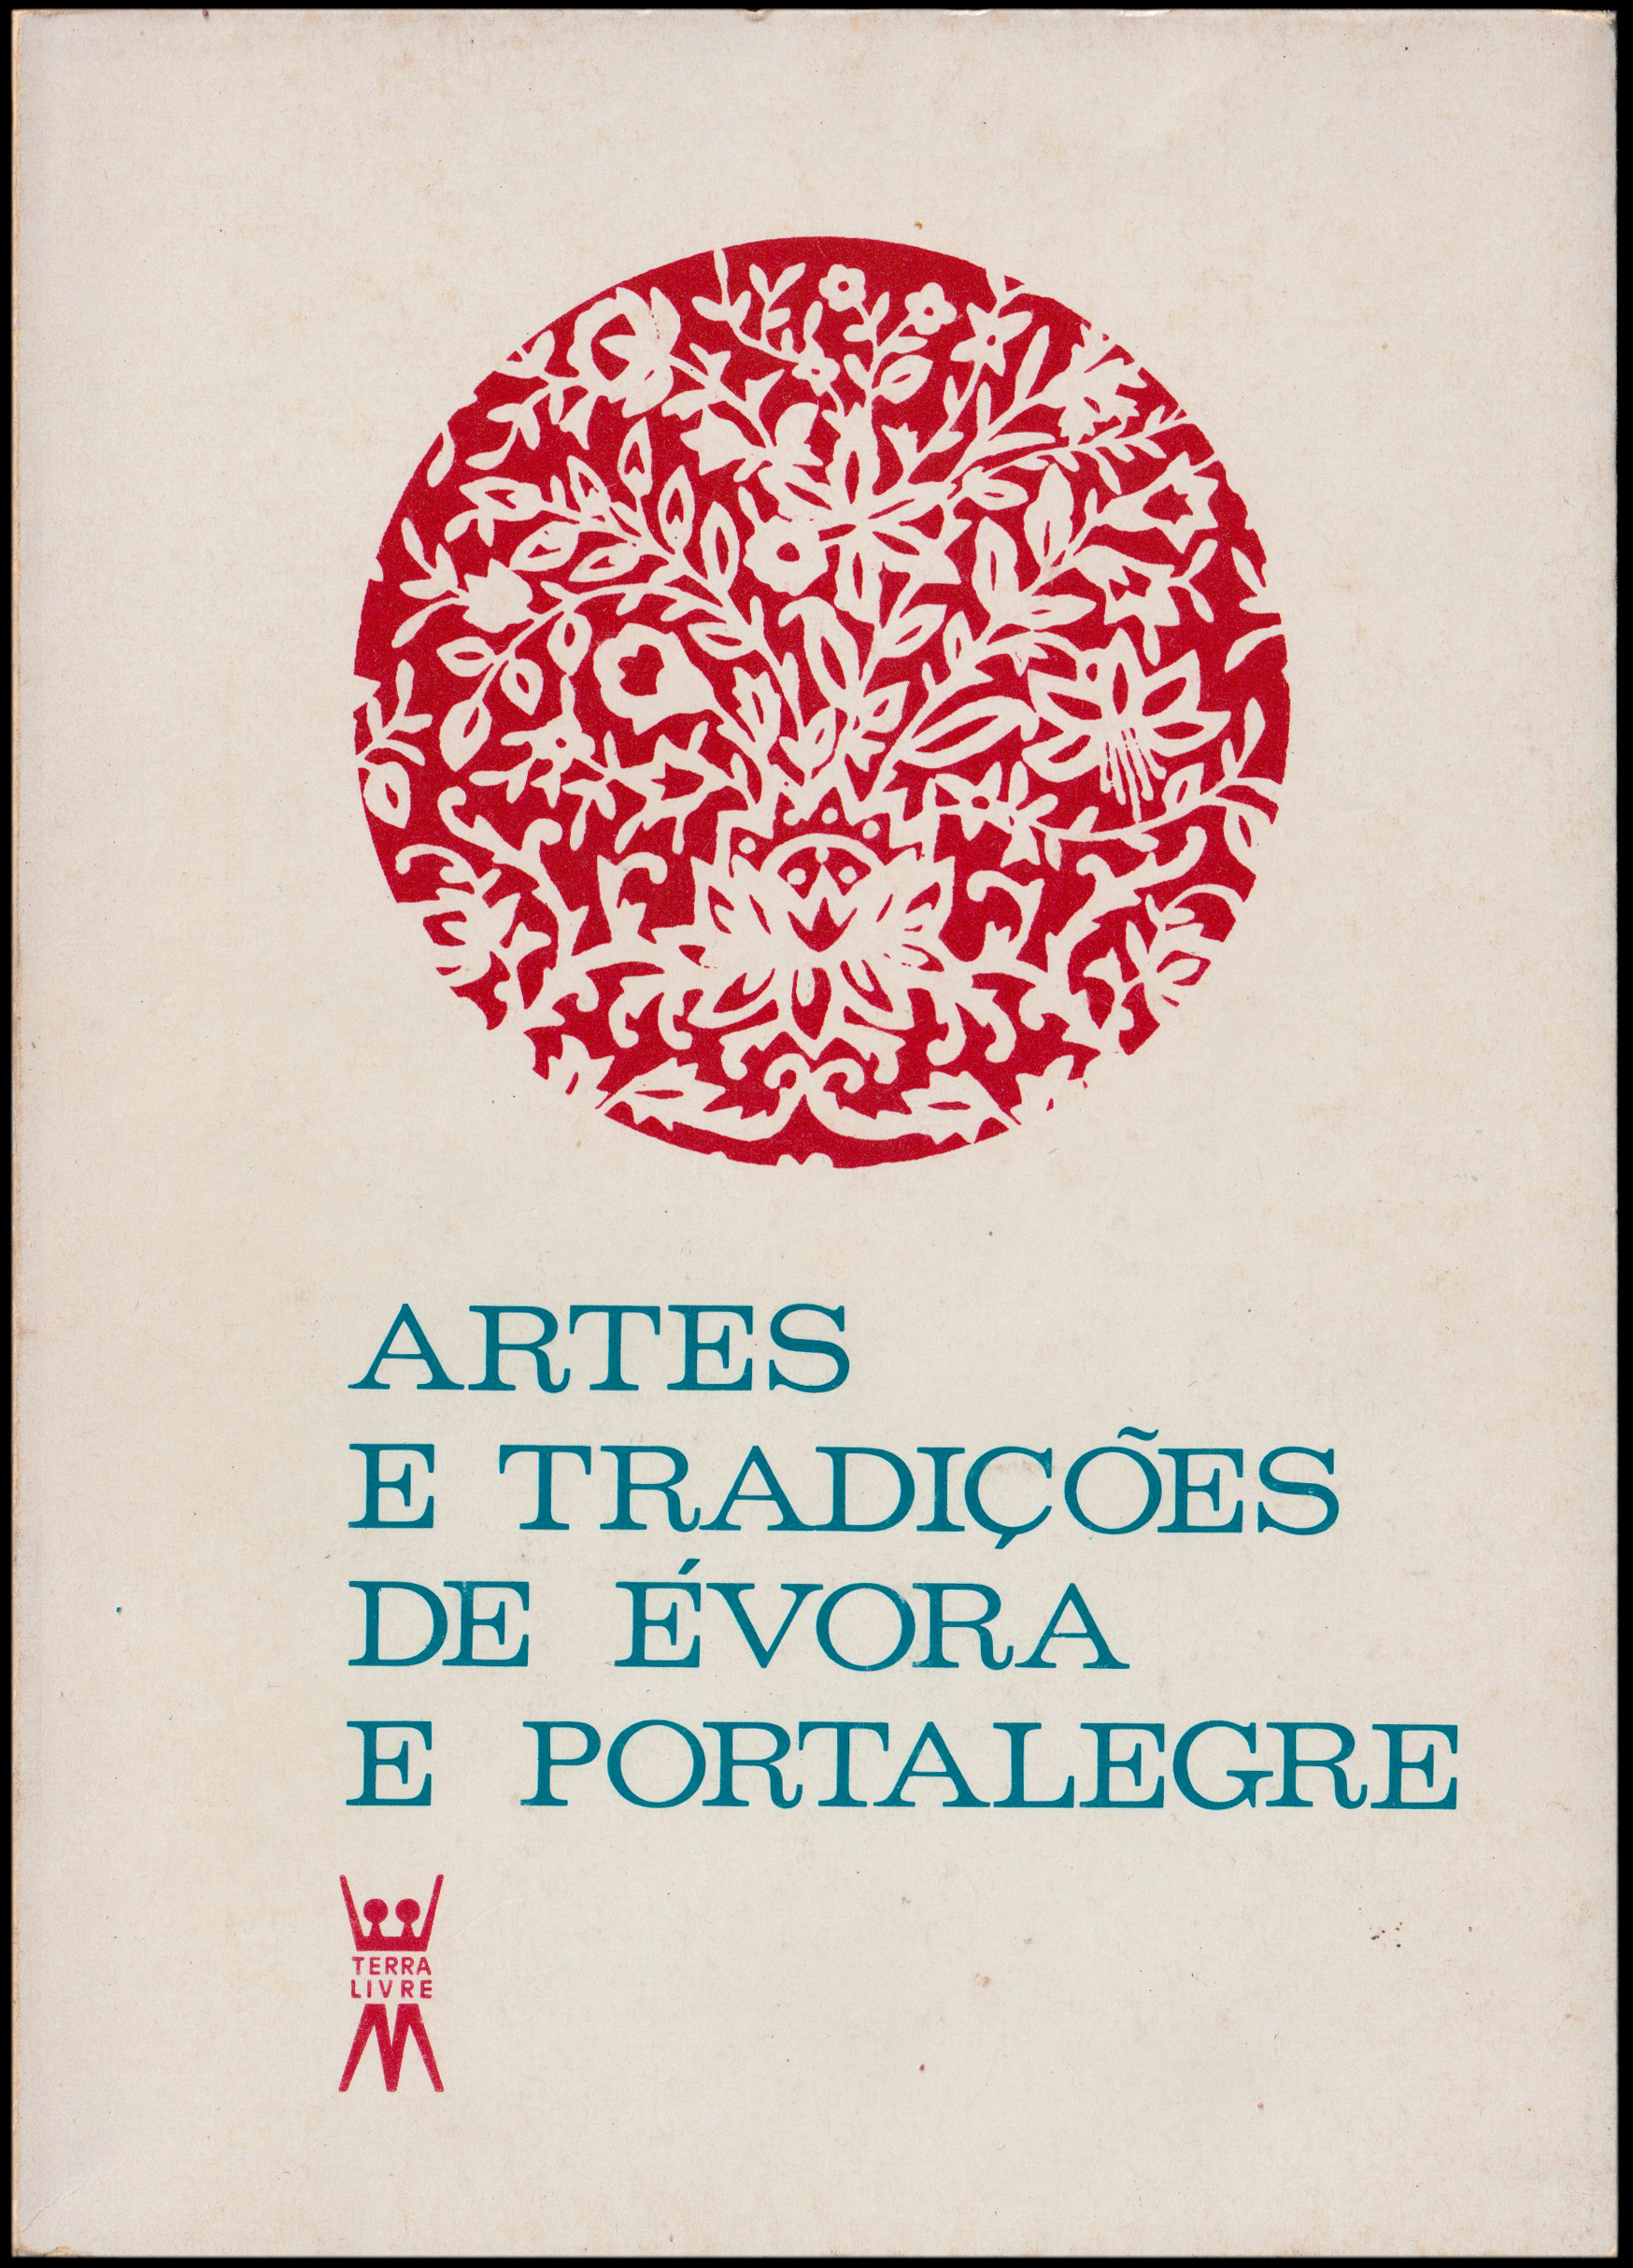 ARTES
E TRADIÇÕES
DE ÉVORA
E PORTALEGRE
TERRA
LIVRE